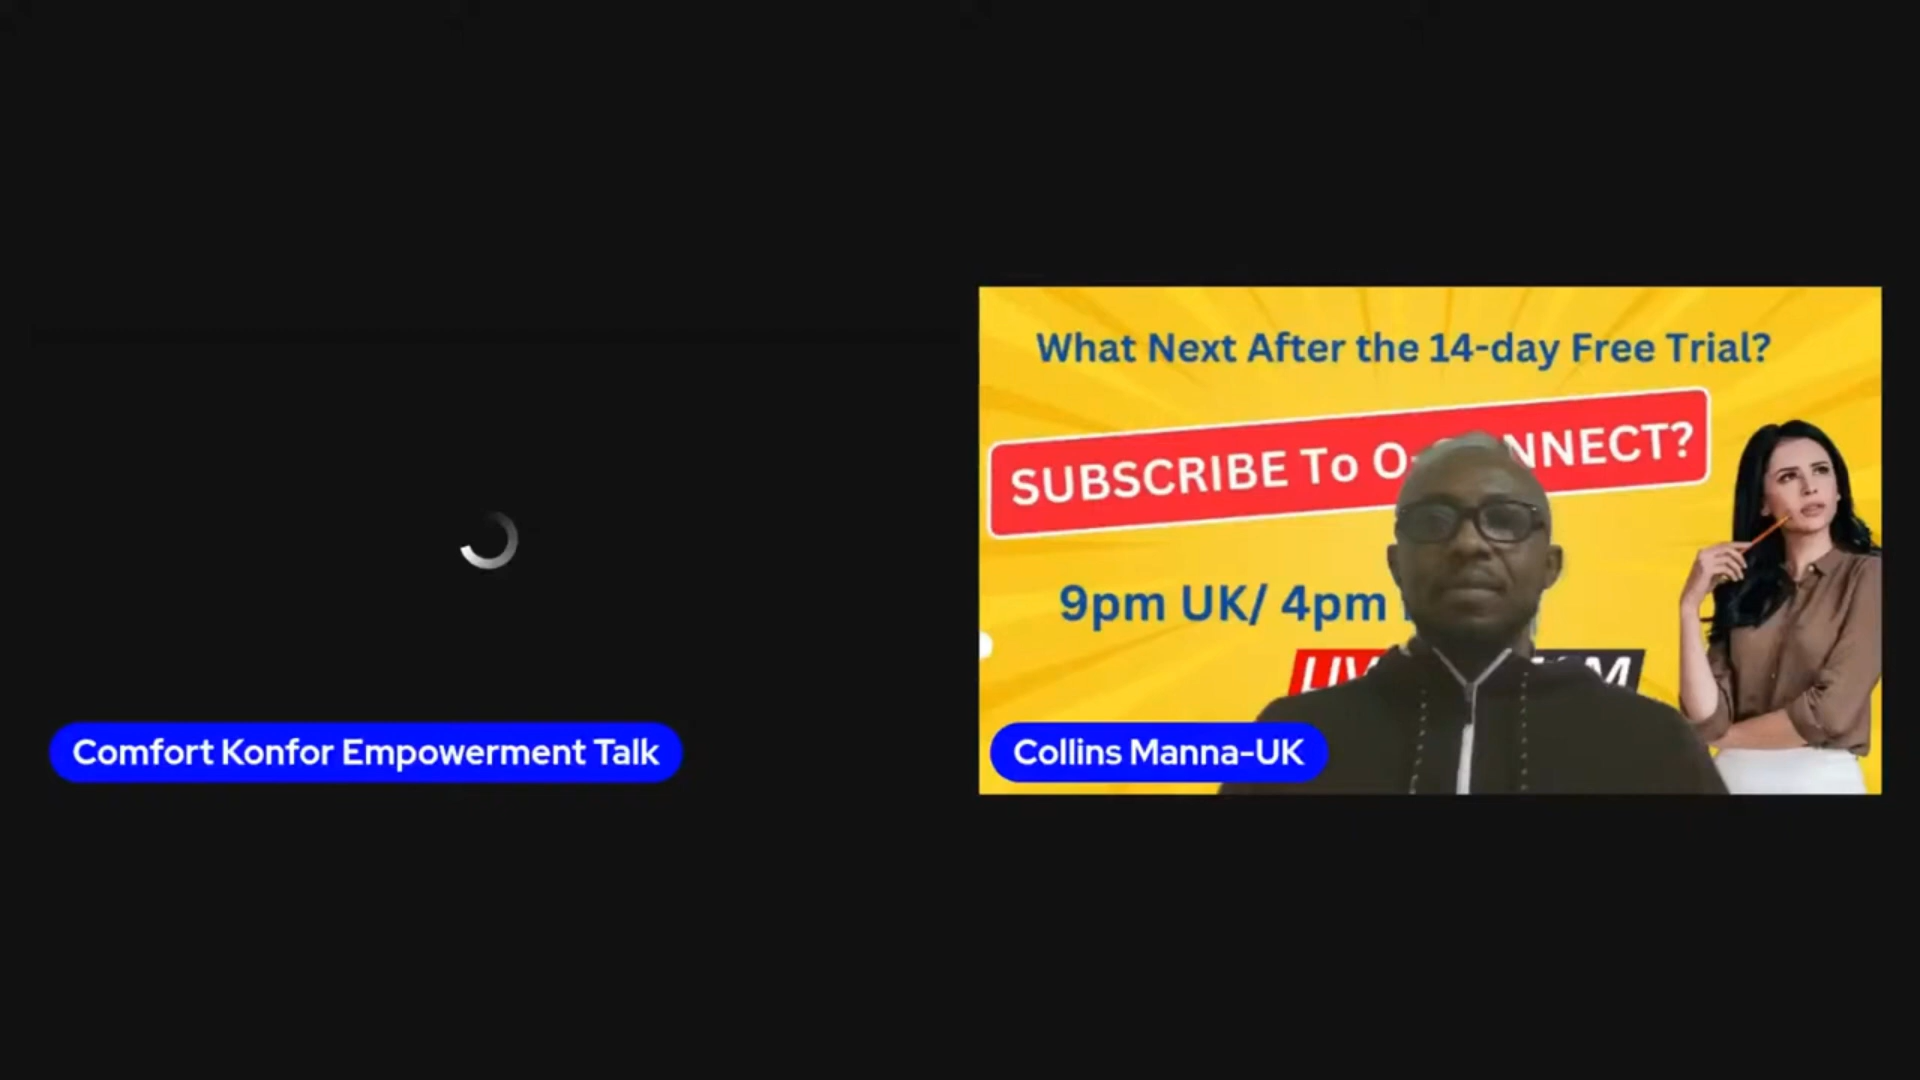 What Next After the 14-day Free Trial?
SUBSCRIBE To O-
NNECT?
9pm UK/ 4pm
Comfort Konfor Empowerment Talk
Collins Manna-UK